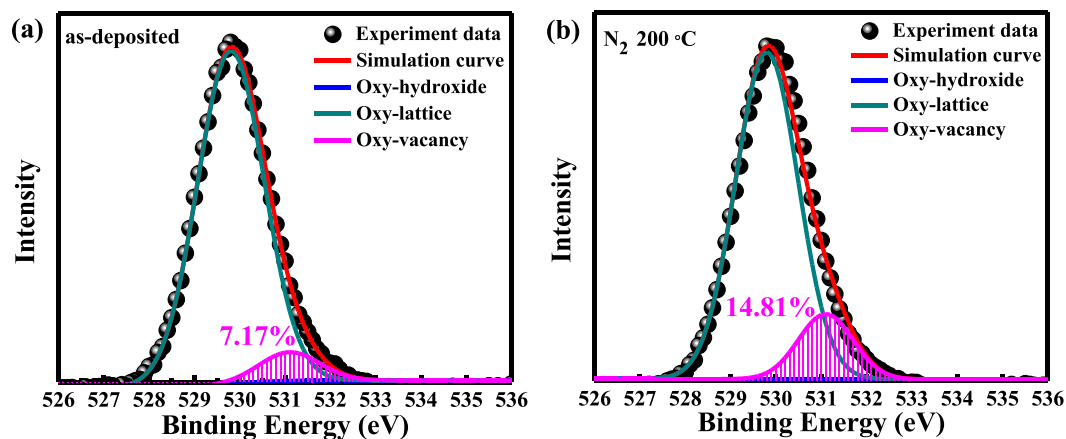 (a)
as-deposited
Experiment data
Simulation curve
Oxy-hydroxide
Oxy-lattice
Oxy-vacancy
7.17%
Intensity
526 527 528 529 530 531 532 533 534 535 536
Binding Energy (eV)
(b)
N2 200 °C
Experiment data
Simulation curve
Oxy-hydroxide
Oxy-lattice
Oxy-vacancy
14.81%
Intensity
526 527 528 529 530 531 532 533 534 535 536
Binding Energy (eV)